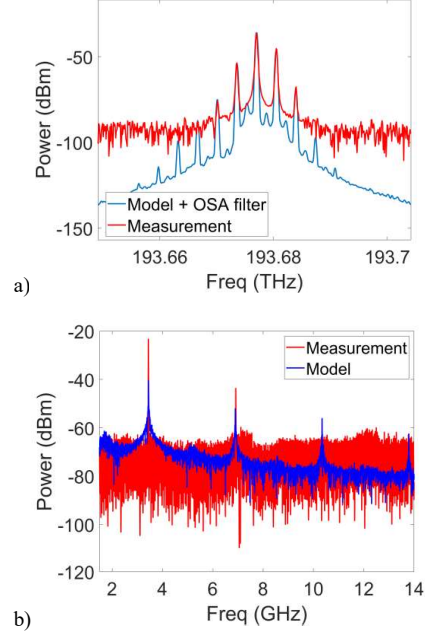 -50
-100
-150
Power (dBm)
Model + OSA filter
Measurement
193.66
193.68
193.7
Freq (THz)
a)
-20
-40
-60
-80
-100
-120
Power (dBm)
Measurement
Model
2
4
6
8
10
12
14
Freq (GHz)
b)